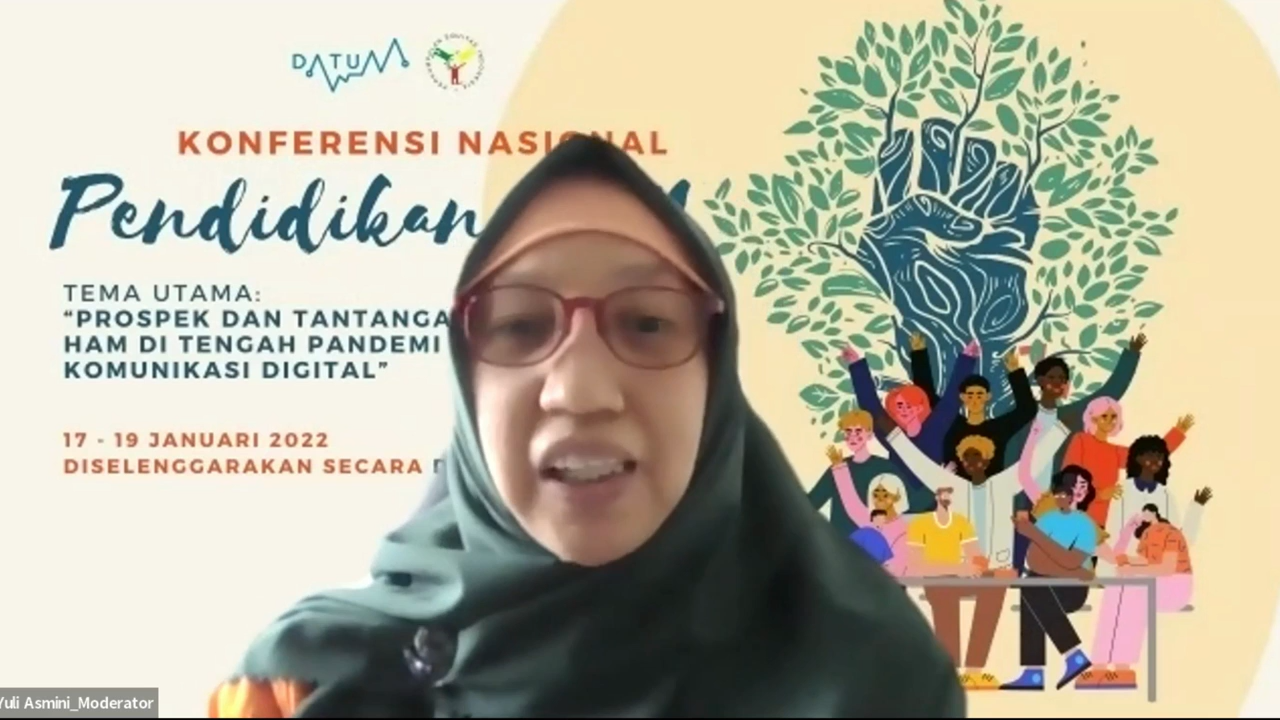 DATUM
KONFERENSI NASIONAL
Pendidikan
TEMA UTAMA:
“PROSPEK DAN TANTANGA
HAM DI TENGAH PANDEMI
KOMUNIKASI DIGITAL”
17 - 19 JANUARI 2022
DISELENGGARAKAN SECARA D
Yuli Asmini_Moderator